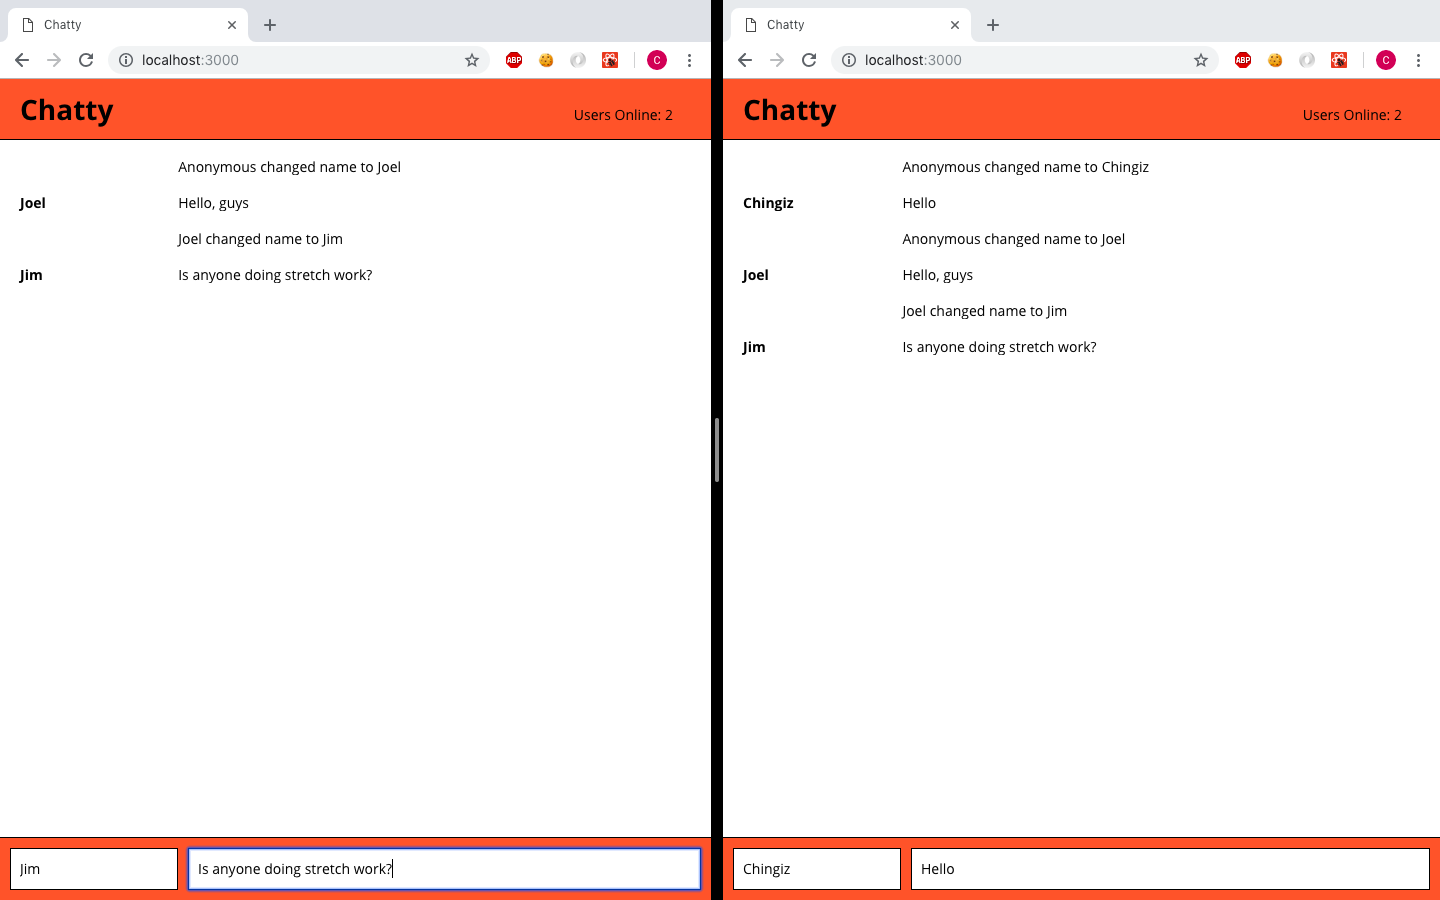 Chatty
localhost:3000
ABP
C
Chatty
Users Online: 2
Anonymous changed name to Joel
Joel Hello, guys
Joel changed name to Jim
Jim Is anyone doing stretch work?
Jim
Is anyone doing stretch work?
Chatty
localhost:3000
ABP
C
Chatty
Users Online: 2
Anonymous changed name to Chingiz
Chingiz Hello
Anonymous changed name to Joel
Joel Hello, guys
Joel changed name to Jim
Jim Is anyone doing stretch work?
Chingiz
Hello